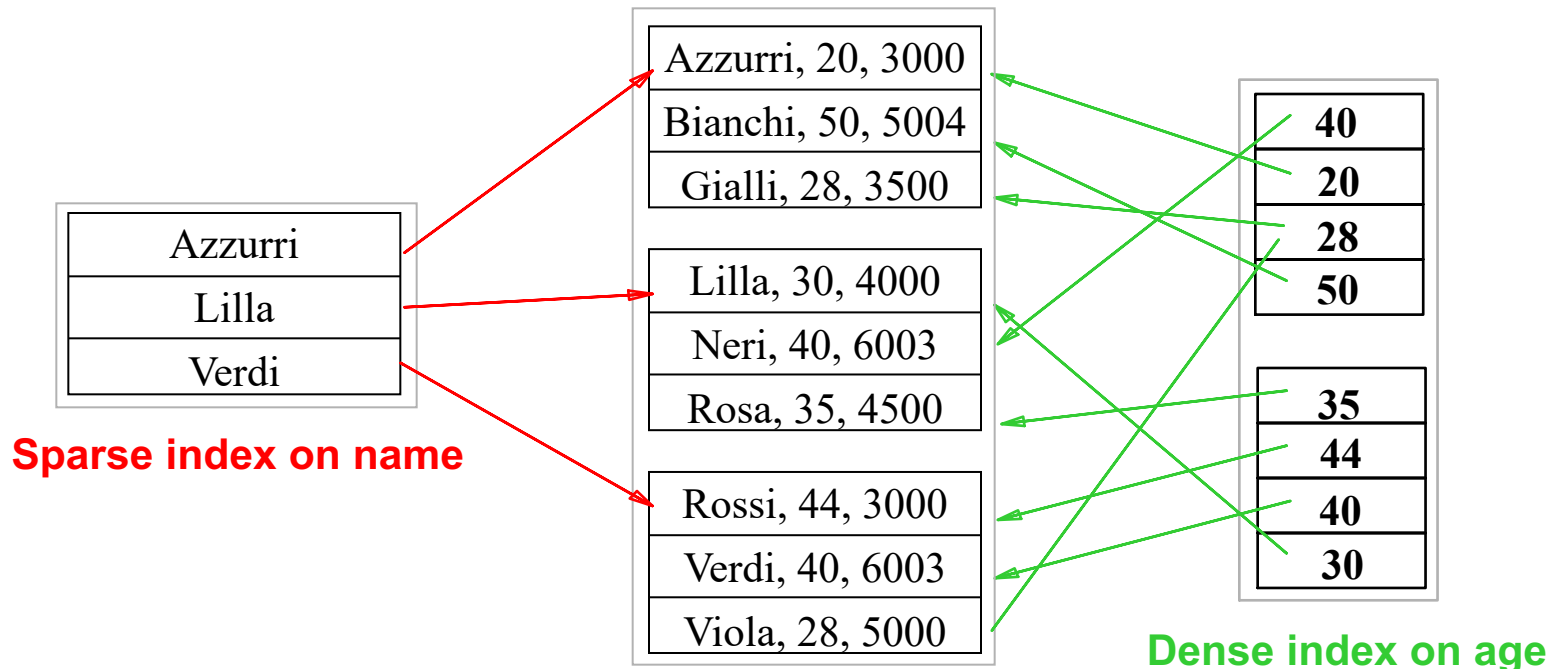 Azzurri
Lilla
Verdi
Sparse index on name
Azzurri, 20, 3000
Bianchi, 50, 5004
Gialli, 28, 3500
Lilla, 30, 4000
Neri, 40, 6003
Rosa, 35, 4500
Rossi, 44, 3000
Verdi, 40, 6003
Viola, 28, 5000
40
20
28
50
35
44
40
30
Dense index on age